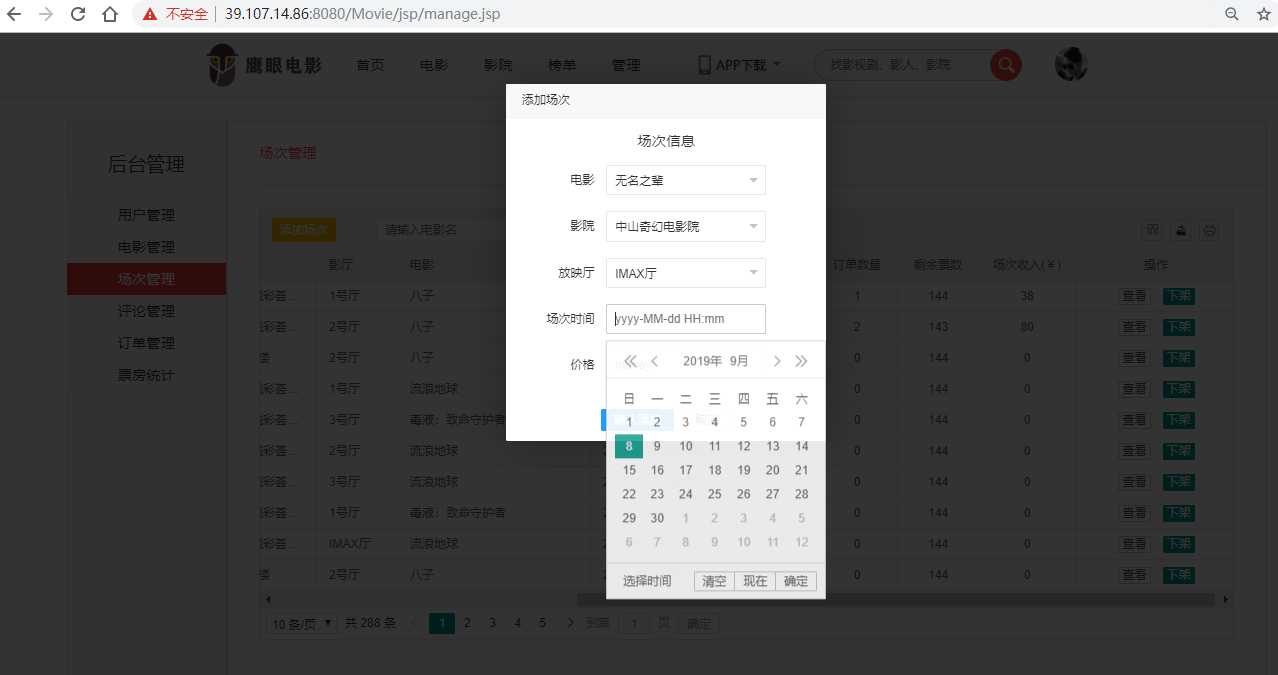 不安全 39.107.14.86:8080/Movie/jsp/manage.jsp
鹰眼电影 首页 电影 影院 榜单 管理 APP下载 找影视剧、影人、影院
添加场次
场次信息
后台管理
用户管理
电影管理
场次管理
评论管理
订单管理
票房统计
场次管理
添加场次 请输入电影名
电影 无名之辈
影院 中山奇幻电影院
放映厅 IMAX厅
场次时间 yyyy-MM-dd HH:mm
价格
2019年 9月
日 一 二 三 四 五 六
1 2 3 4 5 6 7
8 9 10 11 12 13 14
15 16 17 18 19 20 21
22 23 24 25 26 27 28
29 30 1 2 3 4 5
6 7 8 9 10 11 12
选择时间 清空 现在 确定
影厅 电影 订单数量 剩余票数 场次收入(￥) 操作
彩荟... 1号厅 八子 1 144 38 查看 下架
彩荟... 2号厅 八子 2 143 80 查看 下架
楼 2号厅 八子 0 144 0 查看 下架
彩荟... 1号厅 流浪地球 0 144 0 查看 下架
彩荟... 3号厅 毒液：致命守护者 0 144 0 查看 下架
彩荟... 2号厅 流浪地球 0 144 0 查看 下架
彩荟... 3号厅 流浪地球 0 144 0 查看 下架
彩荟... 1号厅 毒液：致命守护者 0 144 0 查看 下架
彩荟... IMAX厅 流浪地球 0 144 0 查看 下架
楼 2号厅 八子 0 144 0 查看 下架
10 条/页 共 288 条 1 2 3 4 5 到第 1 页 确定